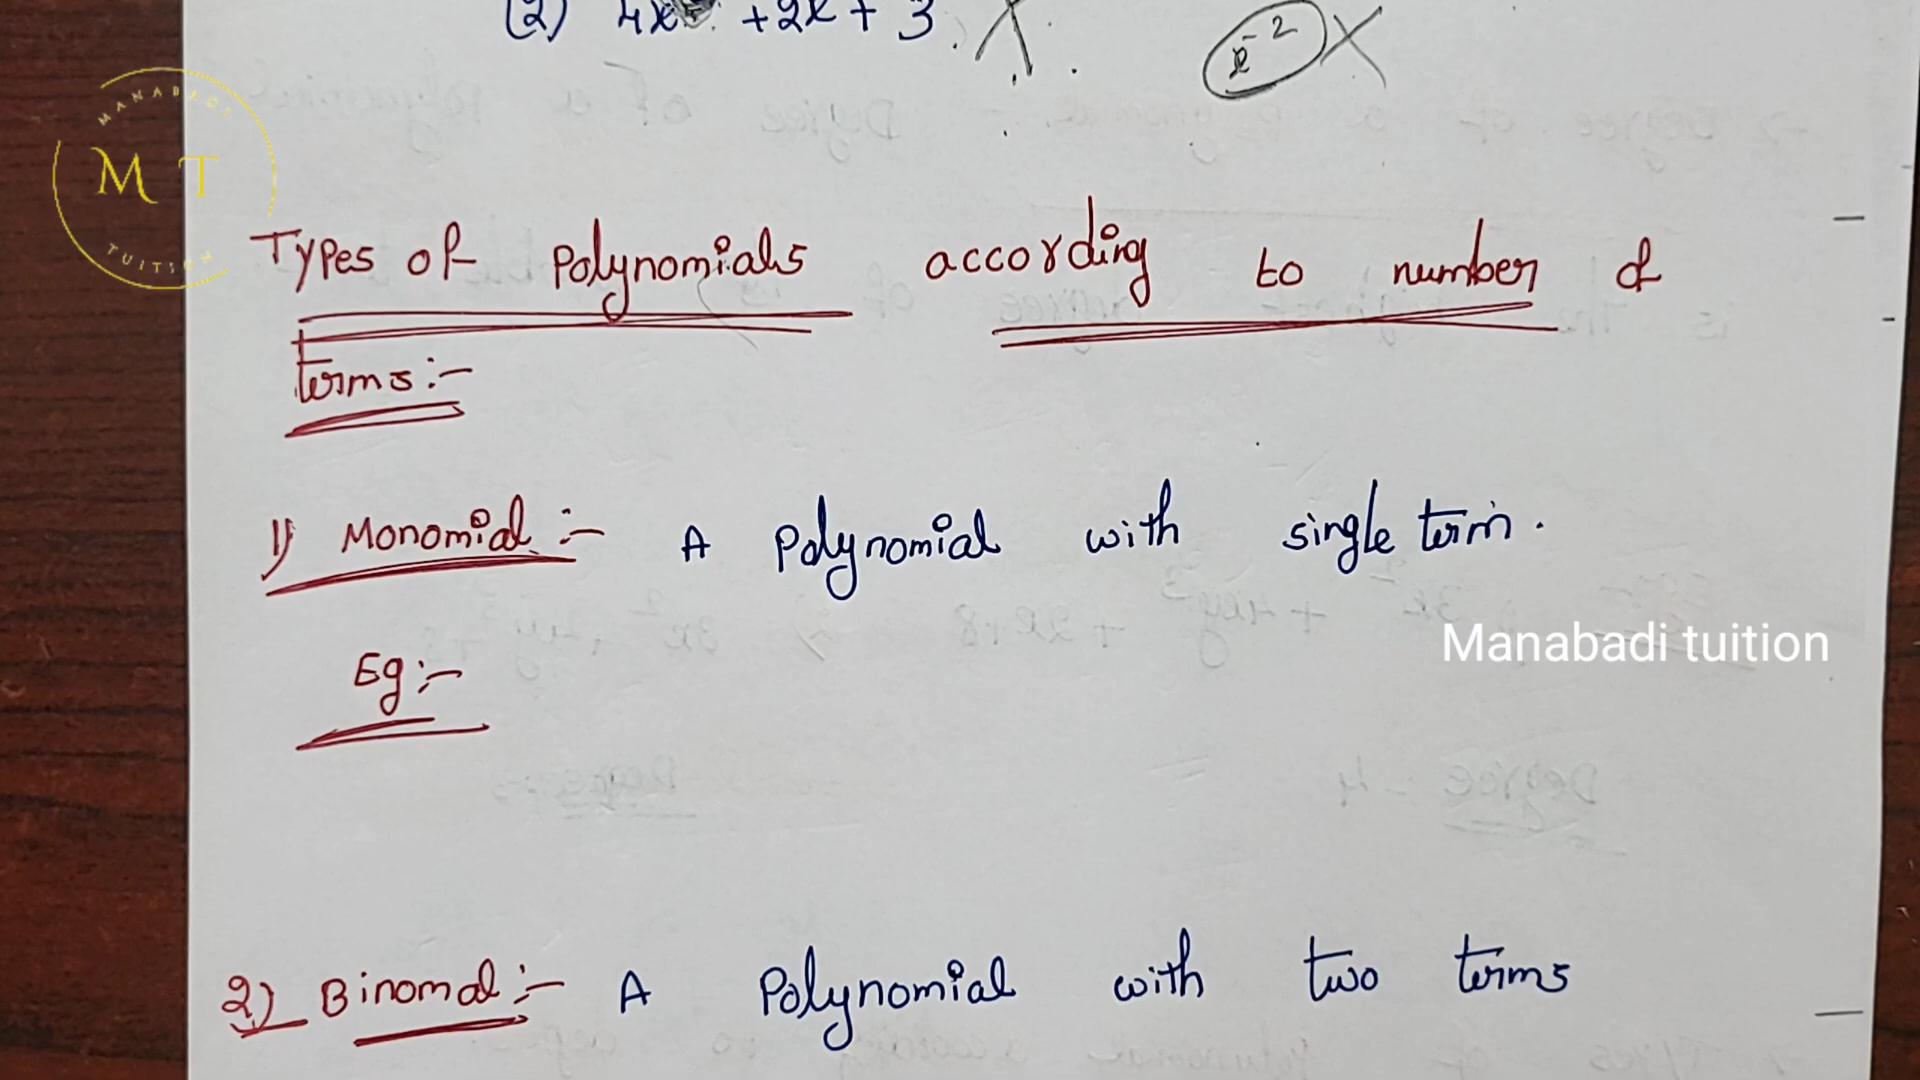 (2) 4x +2x + 3.
x⁻²
MANABADI
M T
TUITION
Types of Polynomials according to number of
terms:-
1) Monomial :- A Polynomial with single term.
Manabadi tuition
Eg:-
2) Binomal :- A Polynomial with two terms